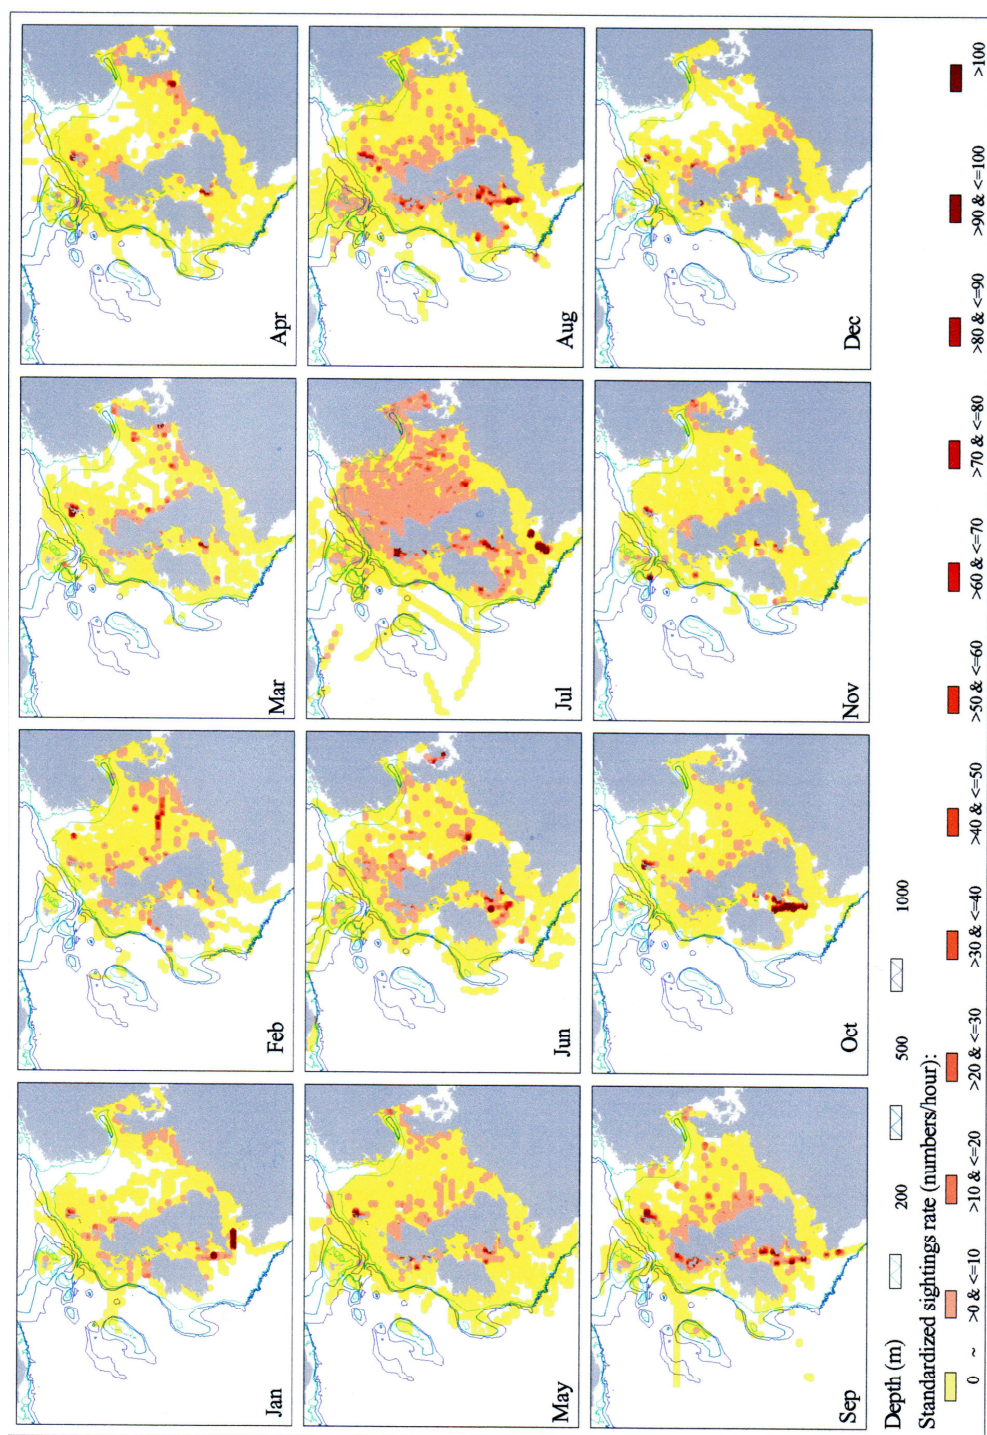 Jan
Feb
Mar
Apr
May
Jun
Jul
Aug
Sep
Oct
Nov
Dec
Depth (m) 200 500 1000
Standardized sightings rate (numbers/hour):
0 ~ >0 & <=10 >10 & <=20 >20 & <=30 >30 & <=40 >40 & <=50 >50 & <=60 >60 & <=70 >70 & <=80 >80 & <=90 >90 & <=100 >100